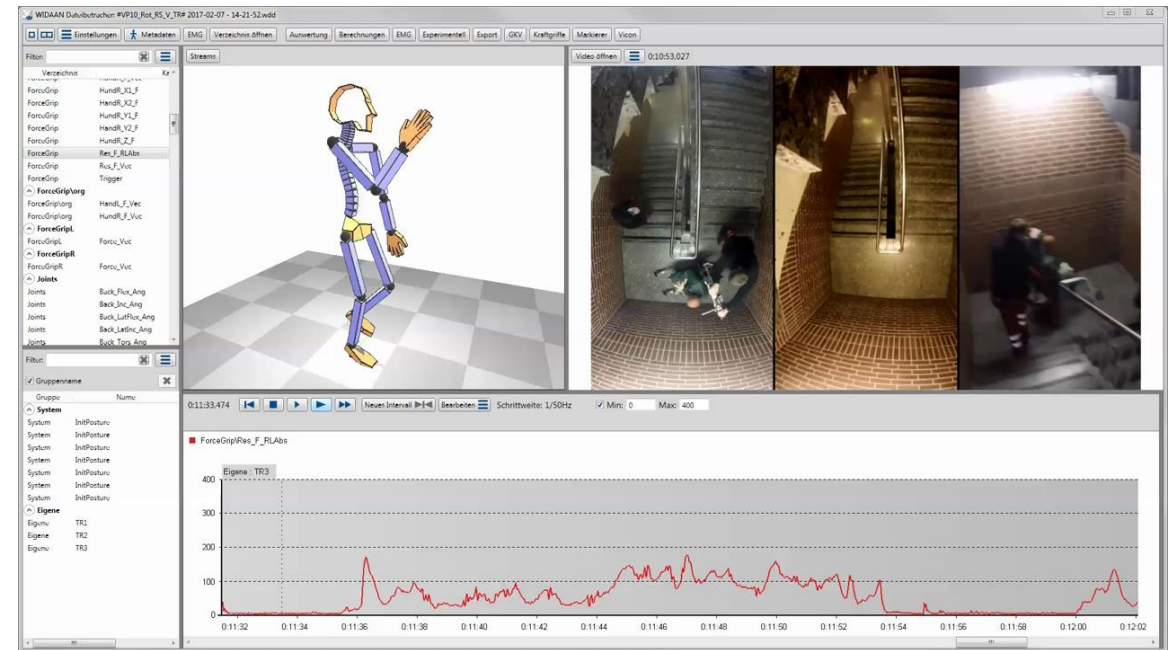 WIDAAN Dateibetrachter: #VP10_Rot_RS_V_TR# 2017-02-07 - 14-21-52.wdd
Einstellungen Metadaten EMG Verzeichnis öffnen Auswertung Berechnungen EMG Experimentell Export GKV Kraftgriffe Markierer Vicon
Filter:
Verzeichnis Ka
ForceGrip HandR_X1_F
ForceGrip HandR_X2_F
ForceGrip HandR_Y1_F
ForceGrip HandR_Y2_F
ForceGrip HandR_Z_F
ForceGrip Res_F_RLAbs
ForceGrip Res_F_Vec
ForceGrip Trigger
ForceGrip\org
ForceGrip\org HandL_F_Vec
ForceGrip\org HandR_F_Vec
ForceGripL
ForceGripL Force_Vec
ForceGripR
ForceGripR Force_Vec
Joints
Joints Back_Flex_Ang
Joints Back_Inc_Ang
Joints Back_LatFlex_Ang
Joints Back_LatInc_Ang
Joints Back_Tors_Ang
Filter:
Gruppenname
Gruppe Name
System
System InitPosture
System InitPosture
System InitPosture
System InitPosture
System InitPosture
System InitPosture
System InitPosture
Eigene
Eigene TR1
Eigene TR2
Eigene TR3
Streams
Video öffnen 0:10:53.027
0:11:33.474 Neues Intervall Bearbeiten Schrittweite: 1/50Hz Min: 0 Max: 400
ForceGrip\Res_F_RLAbs
Eigene : TR3
400
300
200
100
0
0:11:32 0:11:34 0:11:36 0:11:38 0:11:40 0:11:42 0:11:44 0:11:46 0:11:48 0:11:50 0:11:52 0:11:54 0:11:56 0:11:58 0:12:00 0:12:02